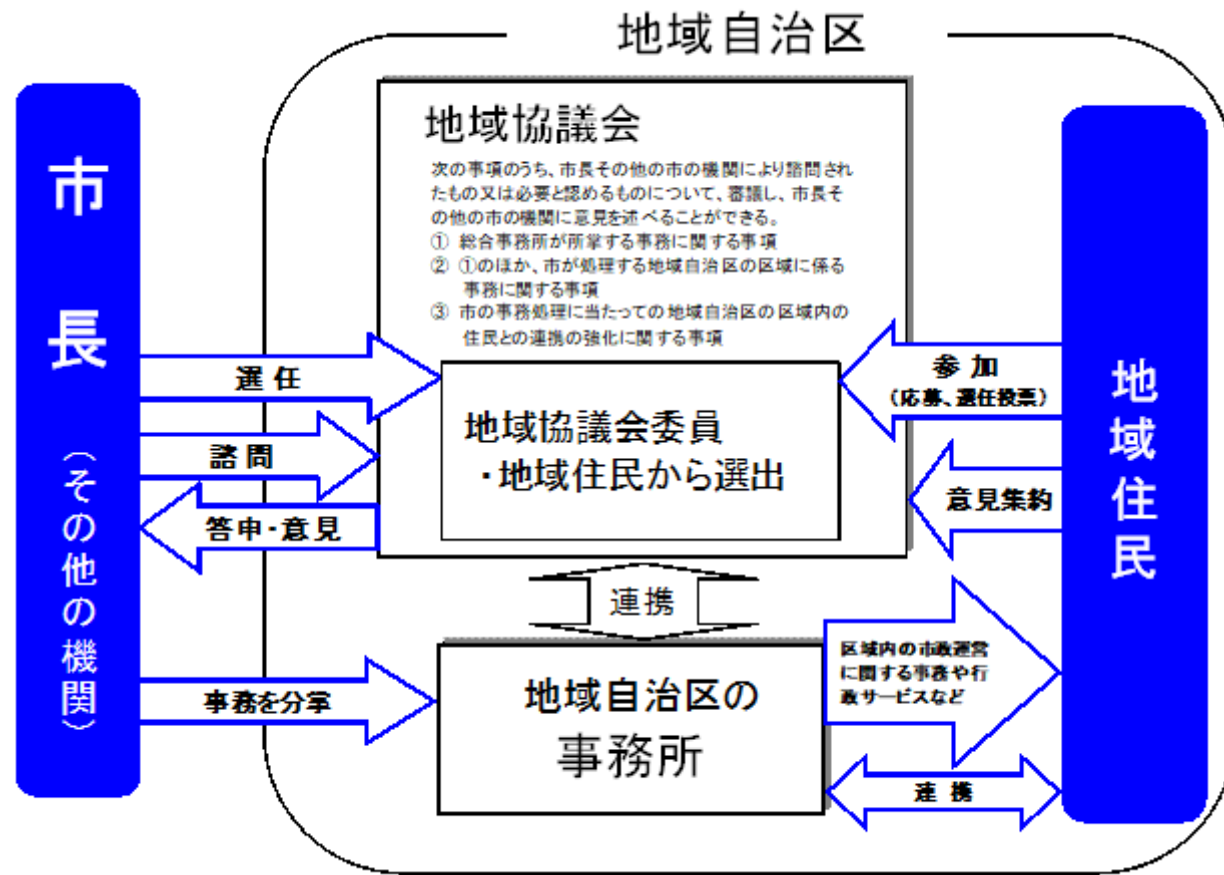 地域自治区
市長
（その他の機関）
地域協議会
次の事項のうち、市長その他の市の機関により諮問され
たもの又は必要と認めるものについて、審議し、市長そ
の他の市の機関に意見を述べることができる。
① 総合事務所が所掌する事務に関する事項
② ①のほか、市が処理する地域自治区の区域に係る
事務に関する事項
③ 市の事務処理に当たっての地域自治区の区域内の
住民との連携の強化に関する事項
選任
諮問
答申・意見
地域協議会委員
・地域住民から選出
参加
（応募、選任投票）
意見集約
地域住民
連携
事務を分掌
地域自治区の
事務所
区域内の市政運営
に関する事務や行
政サービスなど
連携